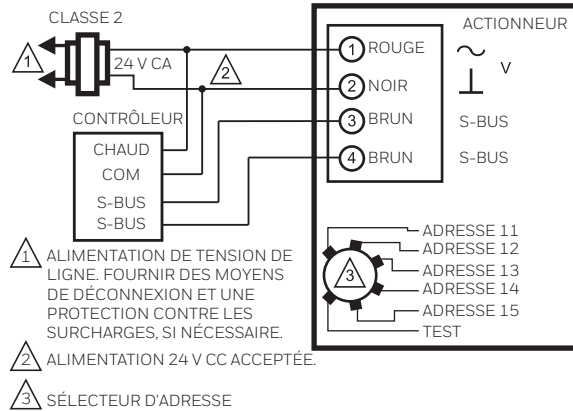 CLASSE 2
1
24 V CA
2
CONTRÔLEUR
CHAUD
COM
S-BUS
S-BUS
ACTIONNEUR
1 ROUGE
V
2 NOIR
3 BRUN S-BUS
4 BRUN S-BUS
3
ADRESSE 11
ADRESSE 12
ADRESSE 13
ADRESSE 14
ADRESSE 15
TEST
1 ALIMENTATION DE TENSION DE
LIGNE. FOURNIR DES MOYENS
DE DÉCONNEXION ET UNE
PROTECTION CONTRE LES
SURCHARGES, SI NÉCESSAIRE.
2 ALIMENTATION 24 V CC ACCEPTÉE.
3 SÉLECTEUR D'ADRESSE